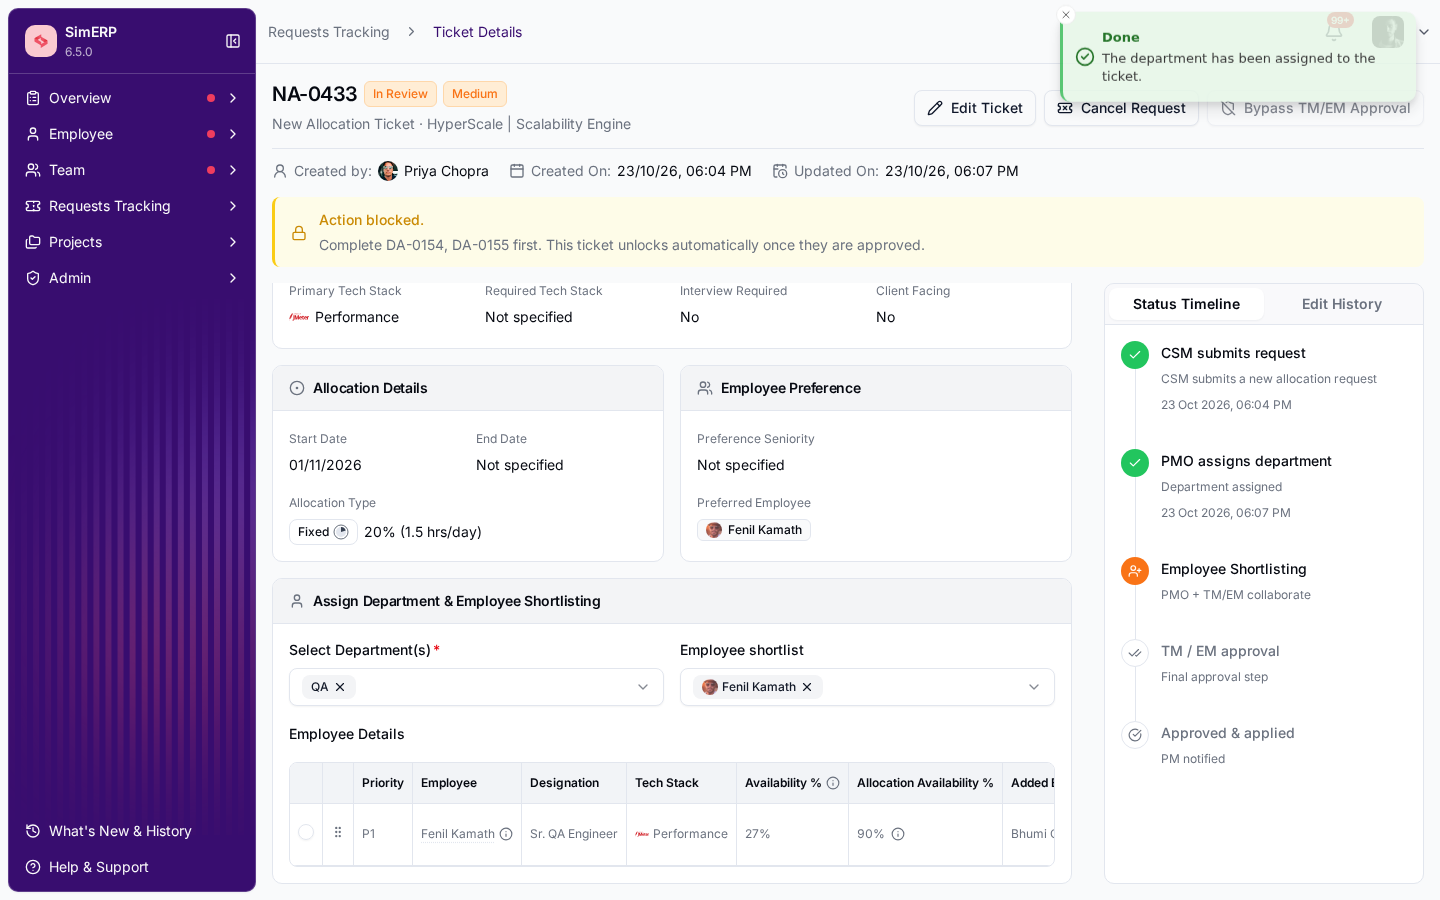 SimERP
6.5.0
Overview
Employee
Team
Requests Tracking
Projects
Admin
What's New & History
Help & Support
Requests Tracking
Ticket Details
99+
Done
The department has been assigned to the
ticket.
NA-0433
In Review
Medium
New Allocation Ticket · HyperScale | Scalability Engine
Edit Ticket
Cancel Request
Bypass TM/EM Approval
Created by:
Priya Chopra
Created On:
23/10/26, 06:04 PM
Updated On:
23/10/26, 06:07 PM
Action blocked.
Complete DA-0154, DA-0155 first. This ticket unlocks automatically once they are approved.
Primary Tech Stack
Required Tech Stack
Interview Required
Client Facing
Performance
Not specified
No
No
Allocation Details
Start Date
End Date
01/11/2026
Not specified
Allocation Type
Fixed
20% (1.5 hrs/day)
Employee Preference
Preference Seniority
Not specified
Preferred Employee
Fenil Kamath
Assign Department & Employee Shortlisting
Select Department(s)*
Employee shortlist
QA
Fenil Kamath
Employee Details
Priority
Employee
Designation
Tech Stack
Availability %
Allocation Availability %
Added
P1
Fenil Kamath
Sr. QA Engineer
Performance
27%
90%
Bhumi
Status Timeline
Edit History
CSM submits request
CSM submits a new allocation request
23 Oct 2026, 06:04 PM
PMO assigns department
Department assigned
23 Oct 2026, 06:07 PM
Employee Shortlisting
PMO + TM/EM collaborate
TM / EM approval
Final approval step
Approved & applied
PM notified